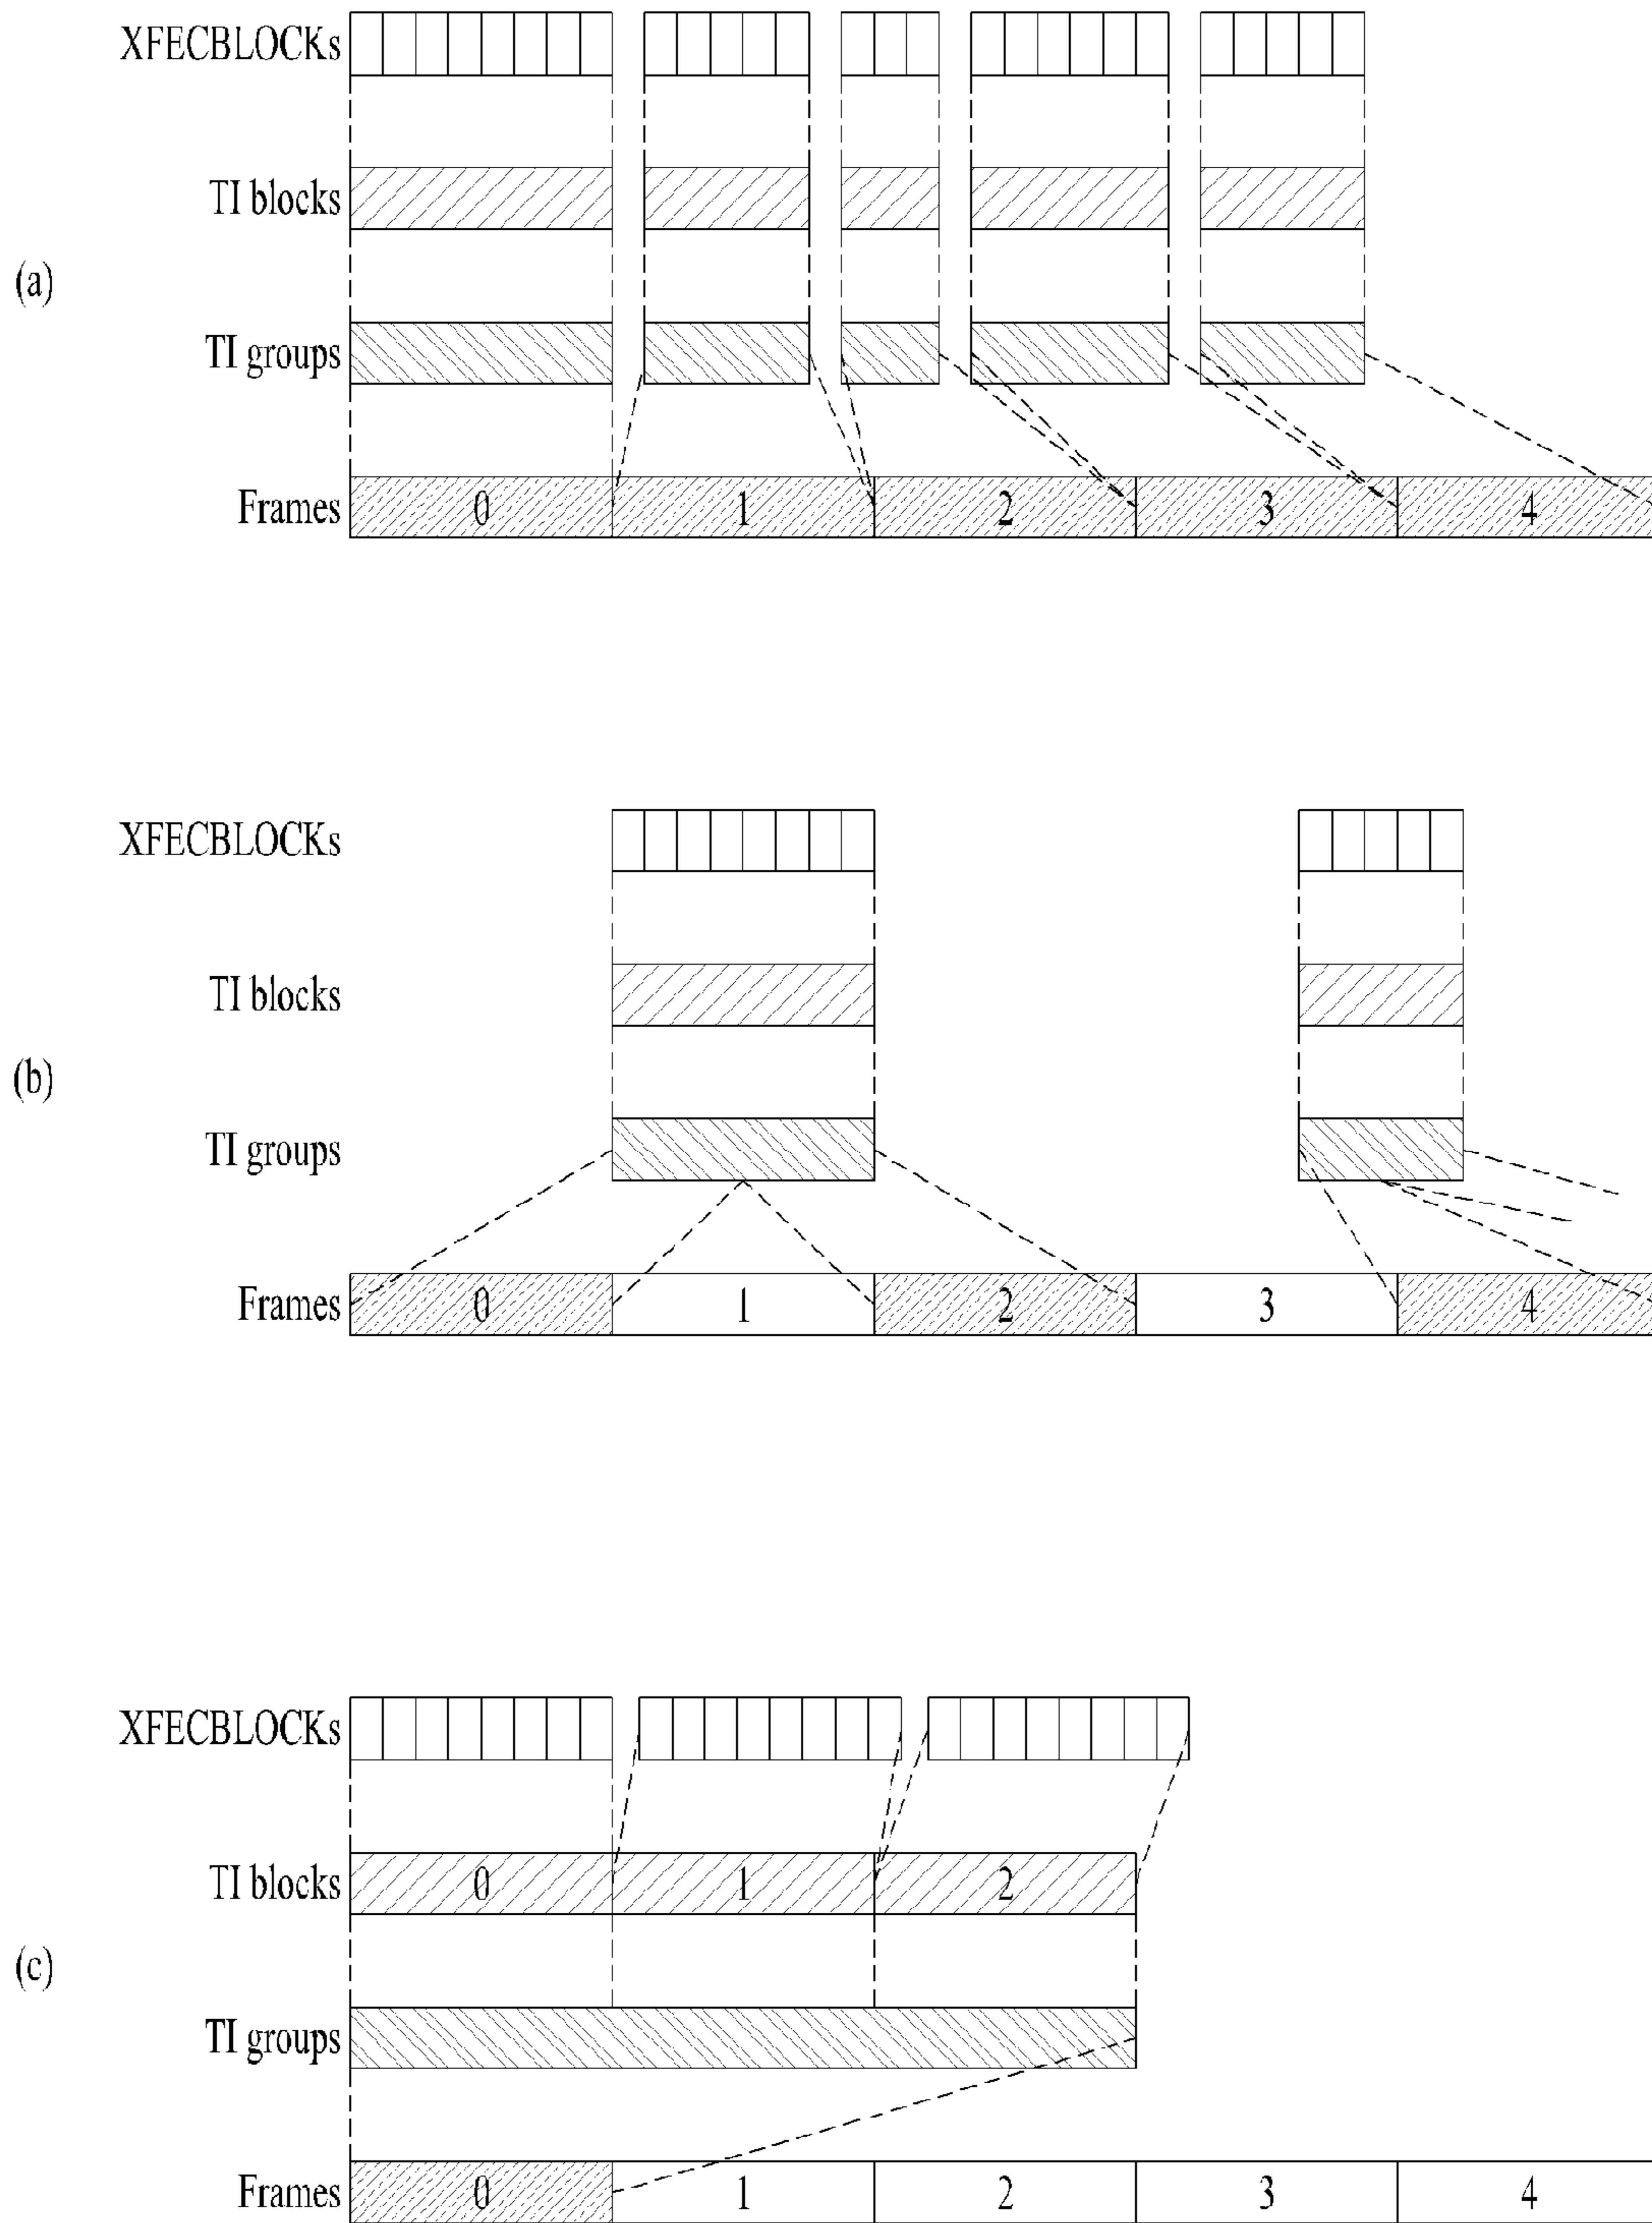 XFECBLOCKs
TI blocks
(a)
TI groups
Frames 0 1 2 3 4
XFECBLOCKs
TI blocks
(b)
TI groups
Frames 0 1 2 3 4
XFECBLOCKs
TI blocks 0 1 2
(c)
TI groups
Frames 0 1 2 3 4